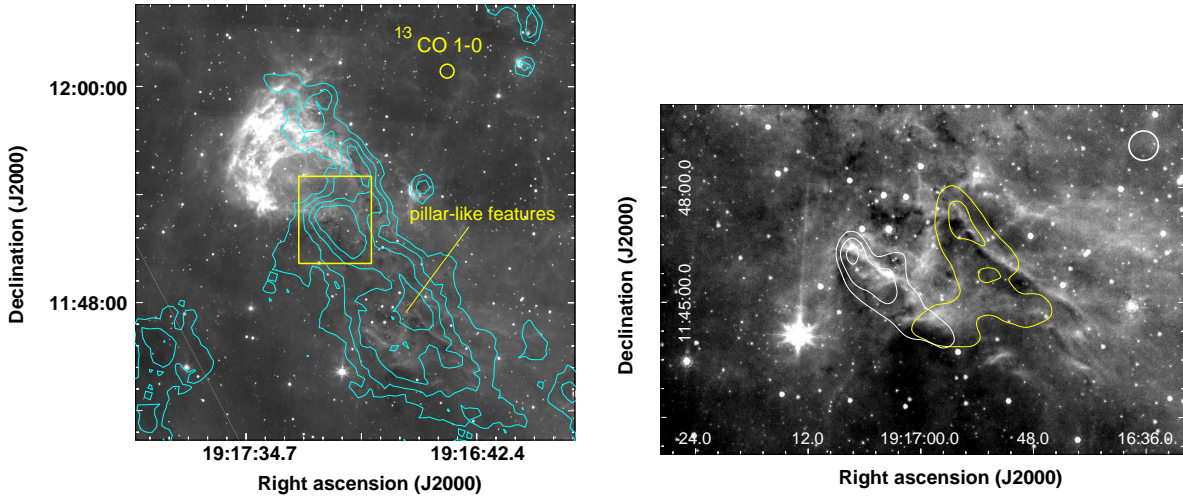 13 CO 1-0
pillar-like features
12:00:00
11:48:00
Declination (J2000)
19:17:34.7 19:16:42.4
Right ascension (J2000)
48:00.0
11:45:00.0
Declination (J2000)
24.0 12.0 19:17:00.0 48.0 16:36.0
Right ascension (J2000)